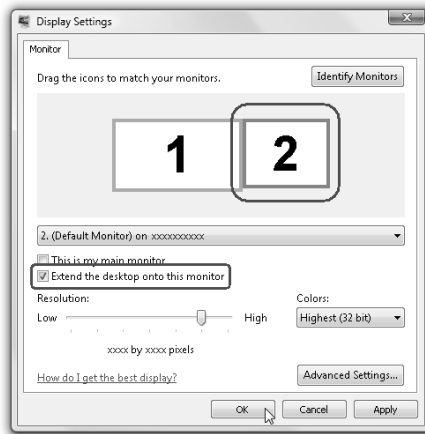 Display Settings
Monitor
Drag the icons to match your monitors.
Identify Monitors
1
2
2. (Default Monitor) on xxxxxxxxxx
This is my main monitor
Extend the desktop onto this monitor
Resolution:
Colors:
Low
High
Highest (32 bit)
xxxx by xxxx pixels
How do I get the best display?
Advanced Settings...
OK
Cancel
Apply